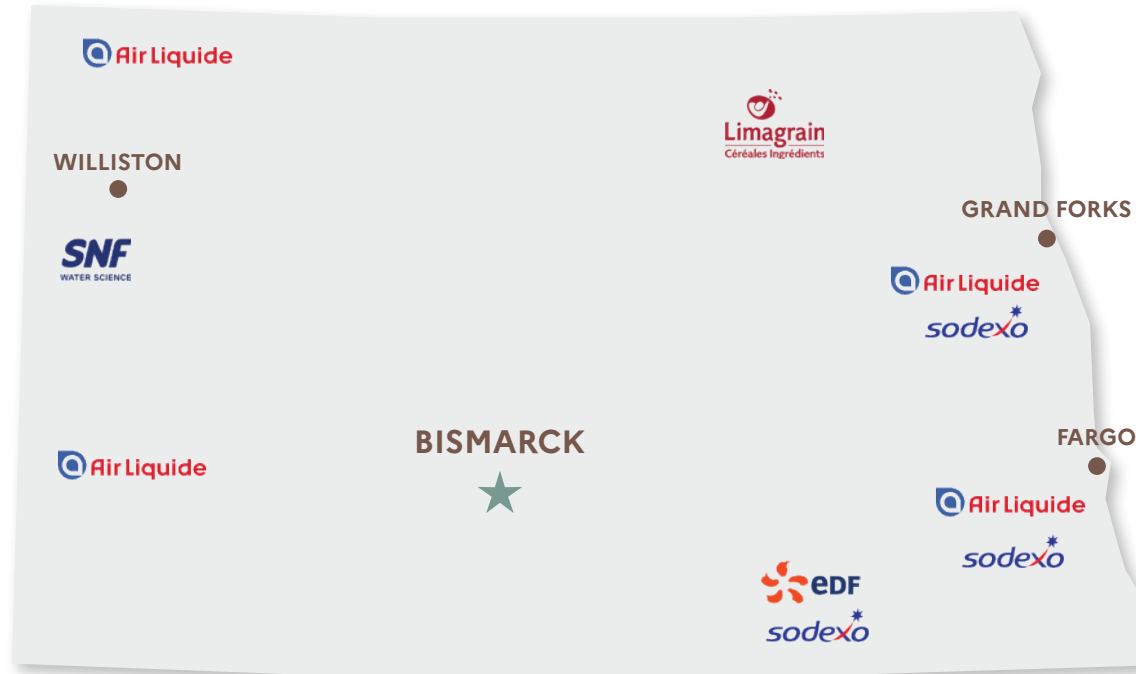 Air Liquide
Limagrain
Céréales Ingrédients
WILLISTON
GRAND FORKS
SNF
WATER SCIENCE
Air Liquide
sodexo
BISMARCK
FARGO
Air Liquide
Air Liquide
sodexo
eDF
sodexo